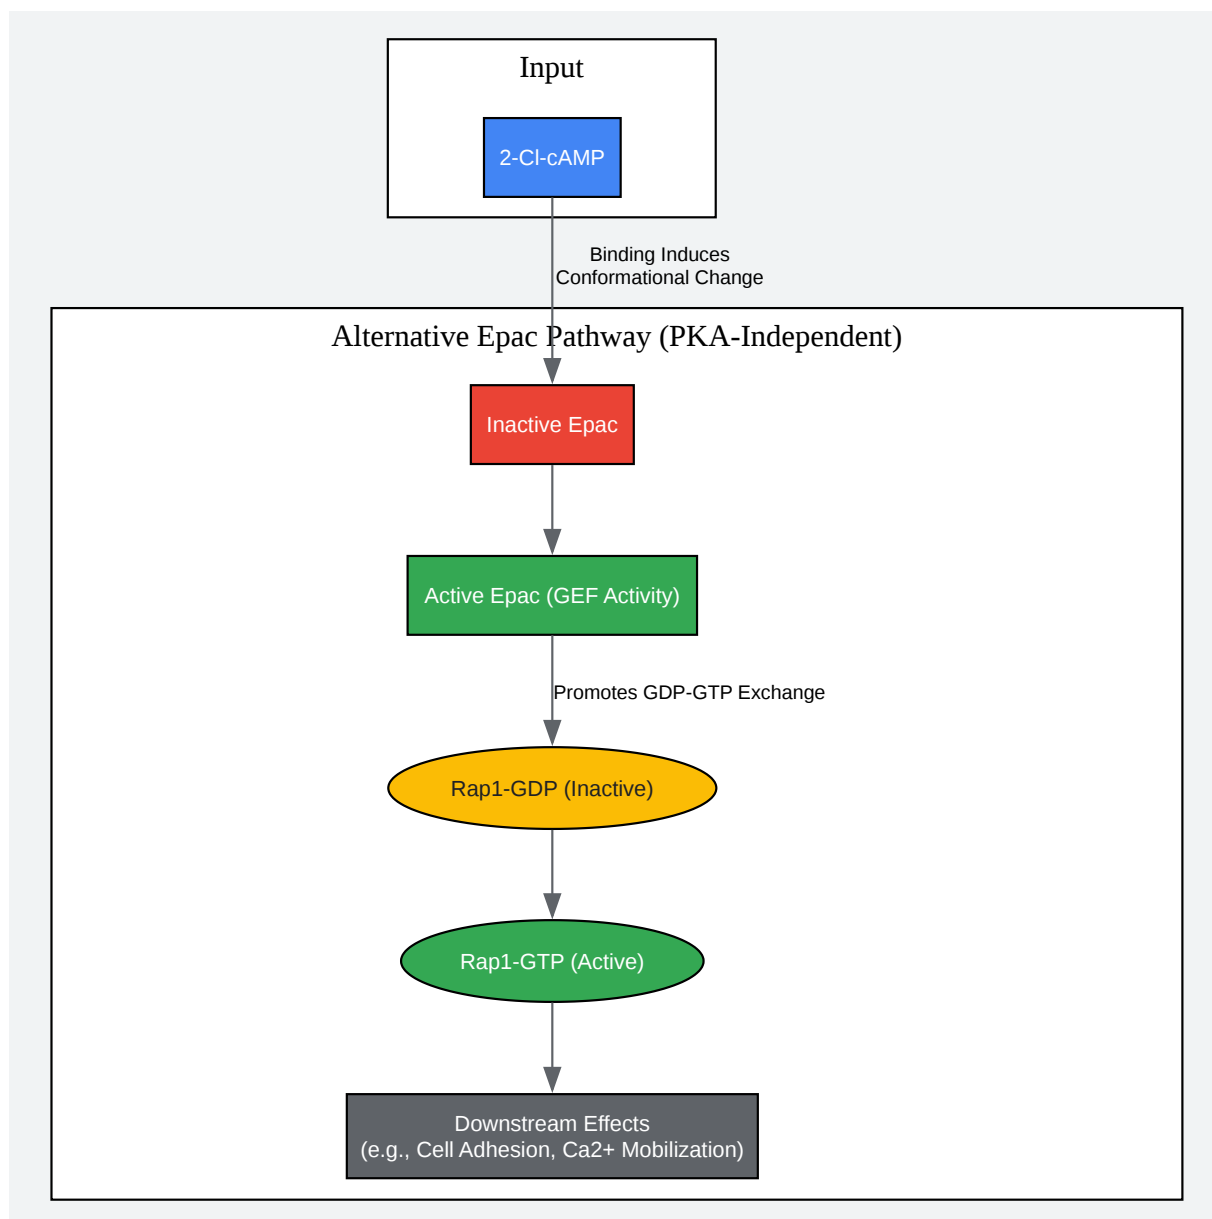 Input
2-Cl-cAMP
Binding Induces
Conformational Change
Alternative Epac Pathway (PKA-Independent)
Inactive Epac
Active Epac (GEF Activity)
Promotes GDP-GTP Exchange
Rap1-GDP (Inactive)
Rap1-GTP (Active)
Downstream Effects
(e.g., Cell Adhesion, Ca2+ Mobilization)